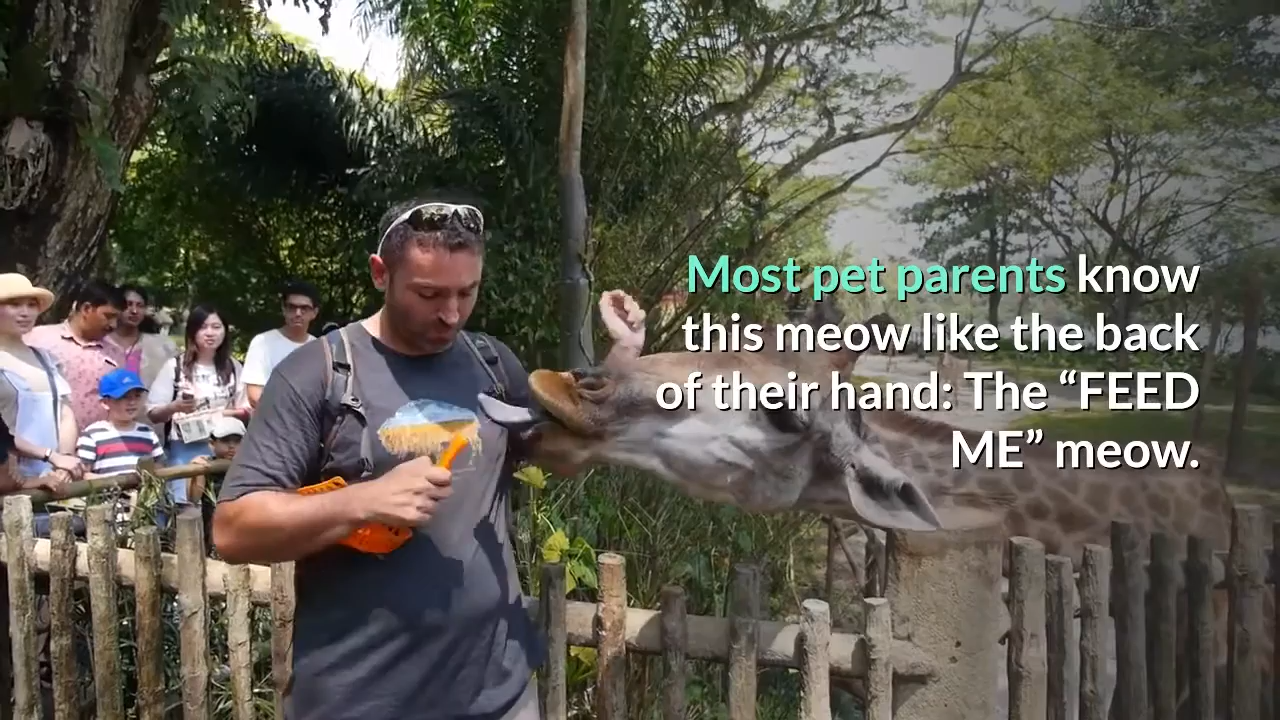 Most pet parents know
this meow like the back
of their hand: The “FEED
ME” meow.